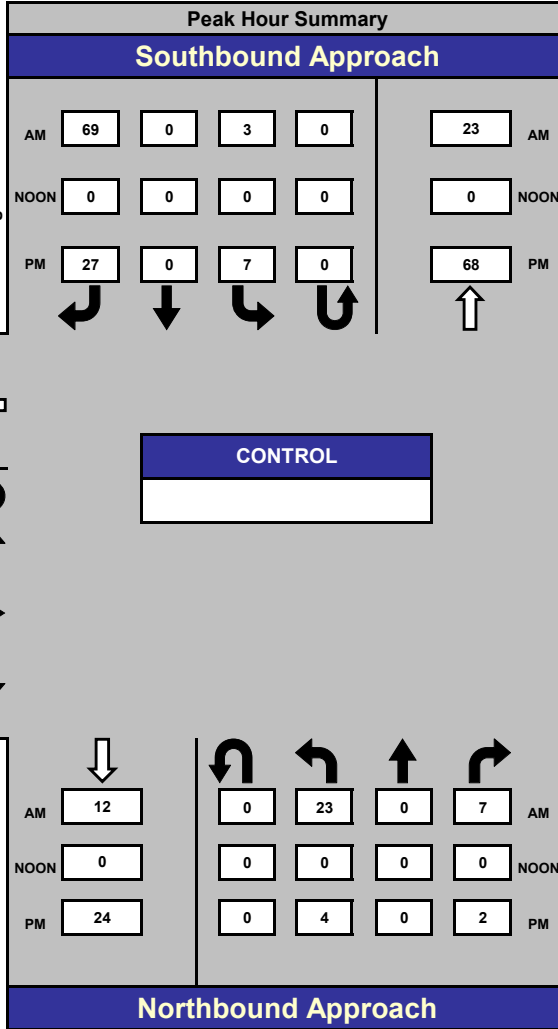 Peak Hour Summary
Southbound Approach
AM 69 0 3 0 23 AM
NOON 0 0 0 0 0 NOON
PM 27 0 7 0 68 PM
CONTROL
AM 12 0 23 0 7 AM
NOON 0 0 0 0 0 NOON
PM 24 0 4 0 2 PM
Northbound Approach